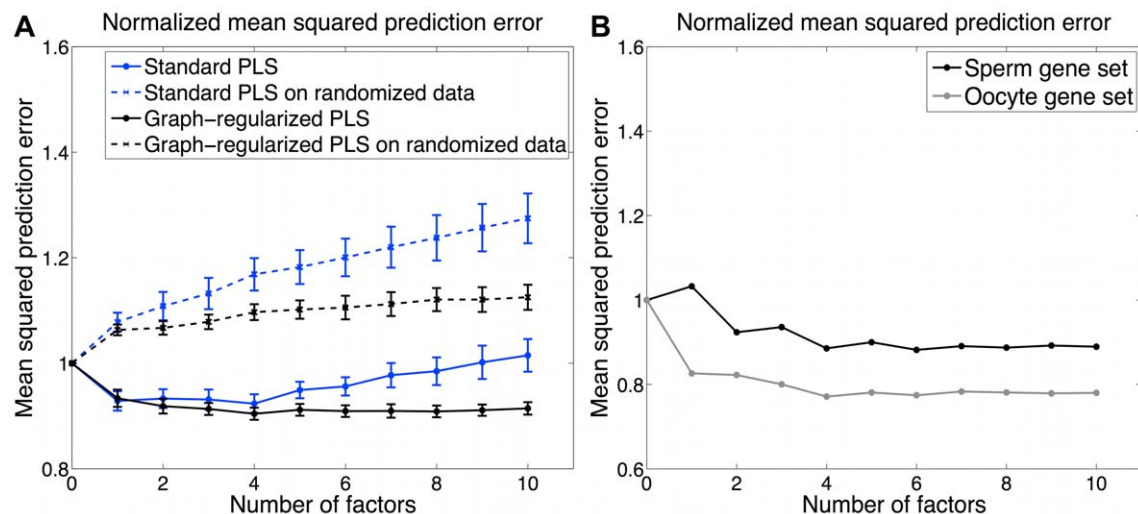 A
Normalized mean squared prediction error
1.6
1.4
1.2
1
0.8
Mean squared prediction error
Standard PLS
Standard PLS on randomized data
Graph-regularized PLS
Graph-regularized PLS on randomized data
0 2 4 6 8 10
Number of factors
B
Normalized mean squared prediction error
1.6
1.4
1.2
1
0.8
0.6
Mean squared prediction error
Sperm gene set
Oocyte gene set
0 2 4 6 8 10
Number of factors